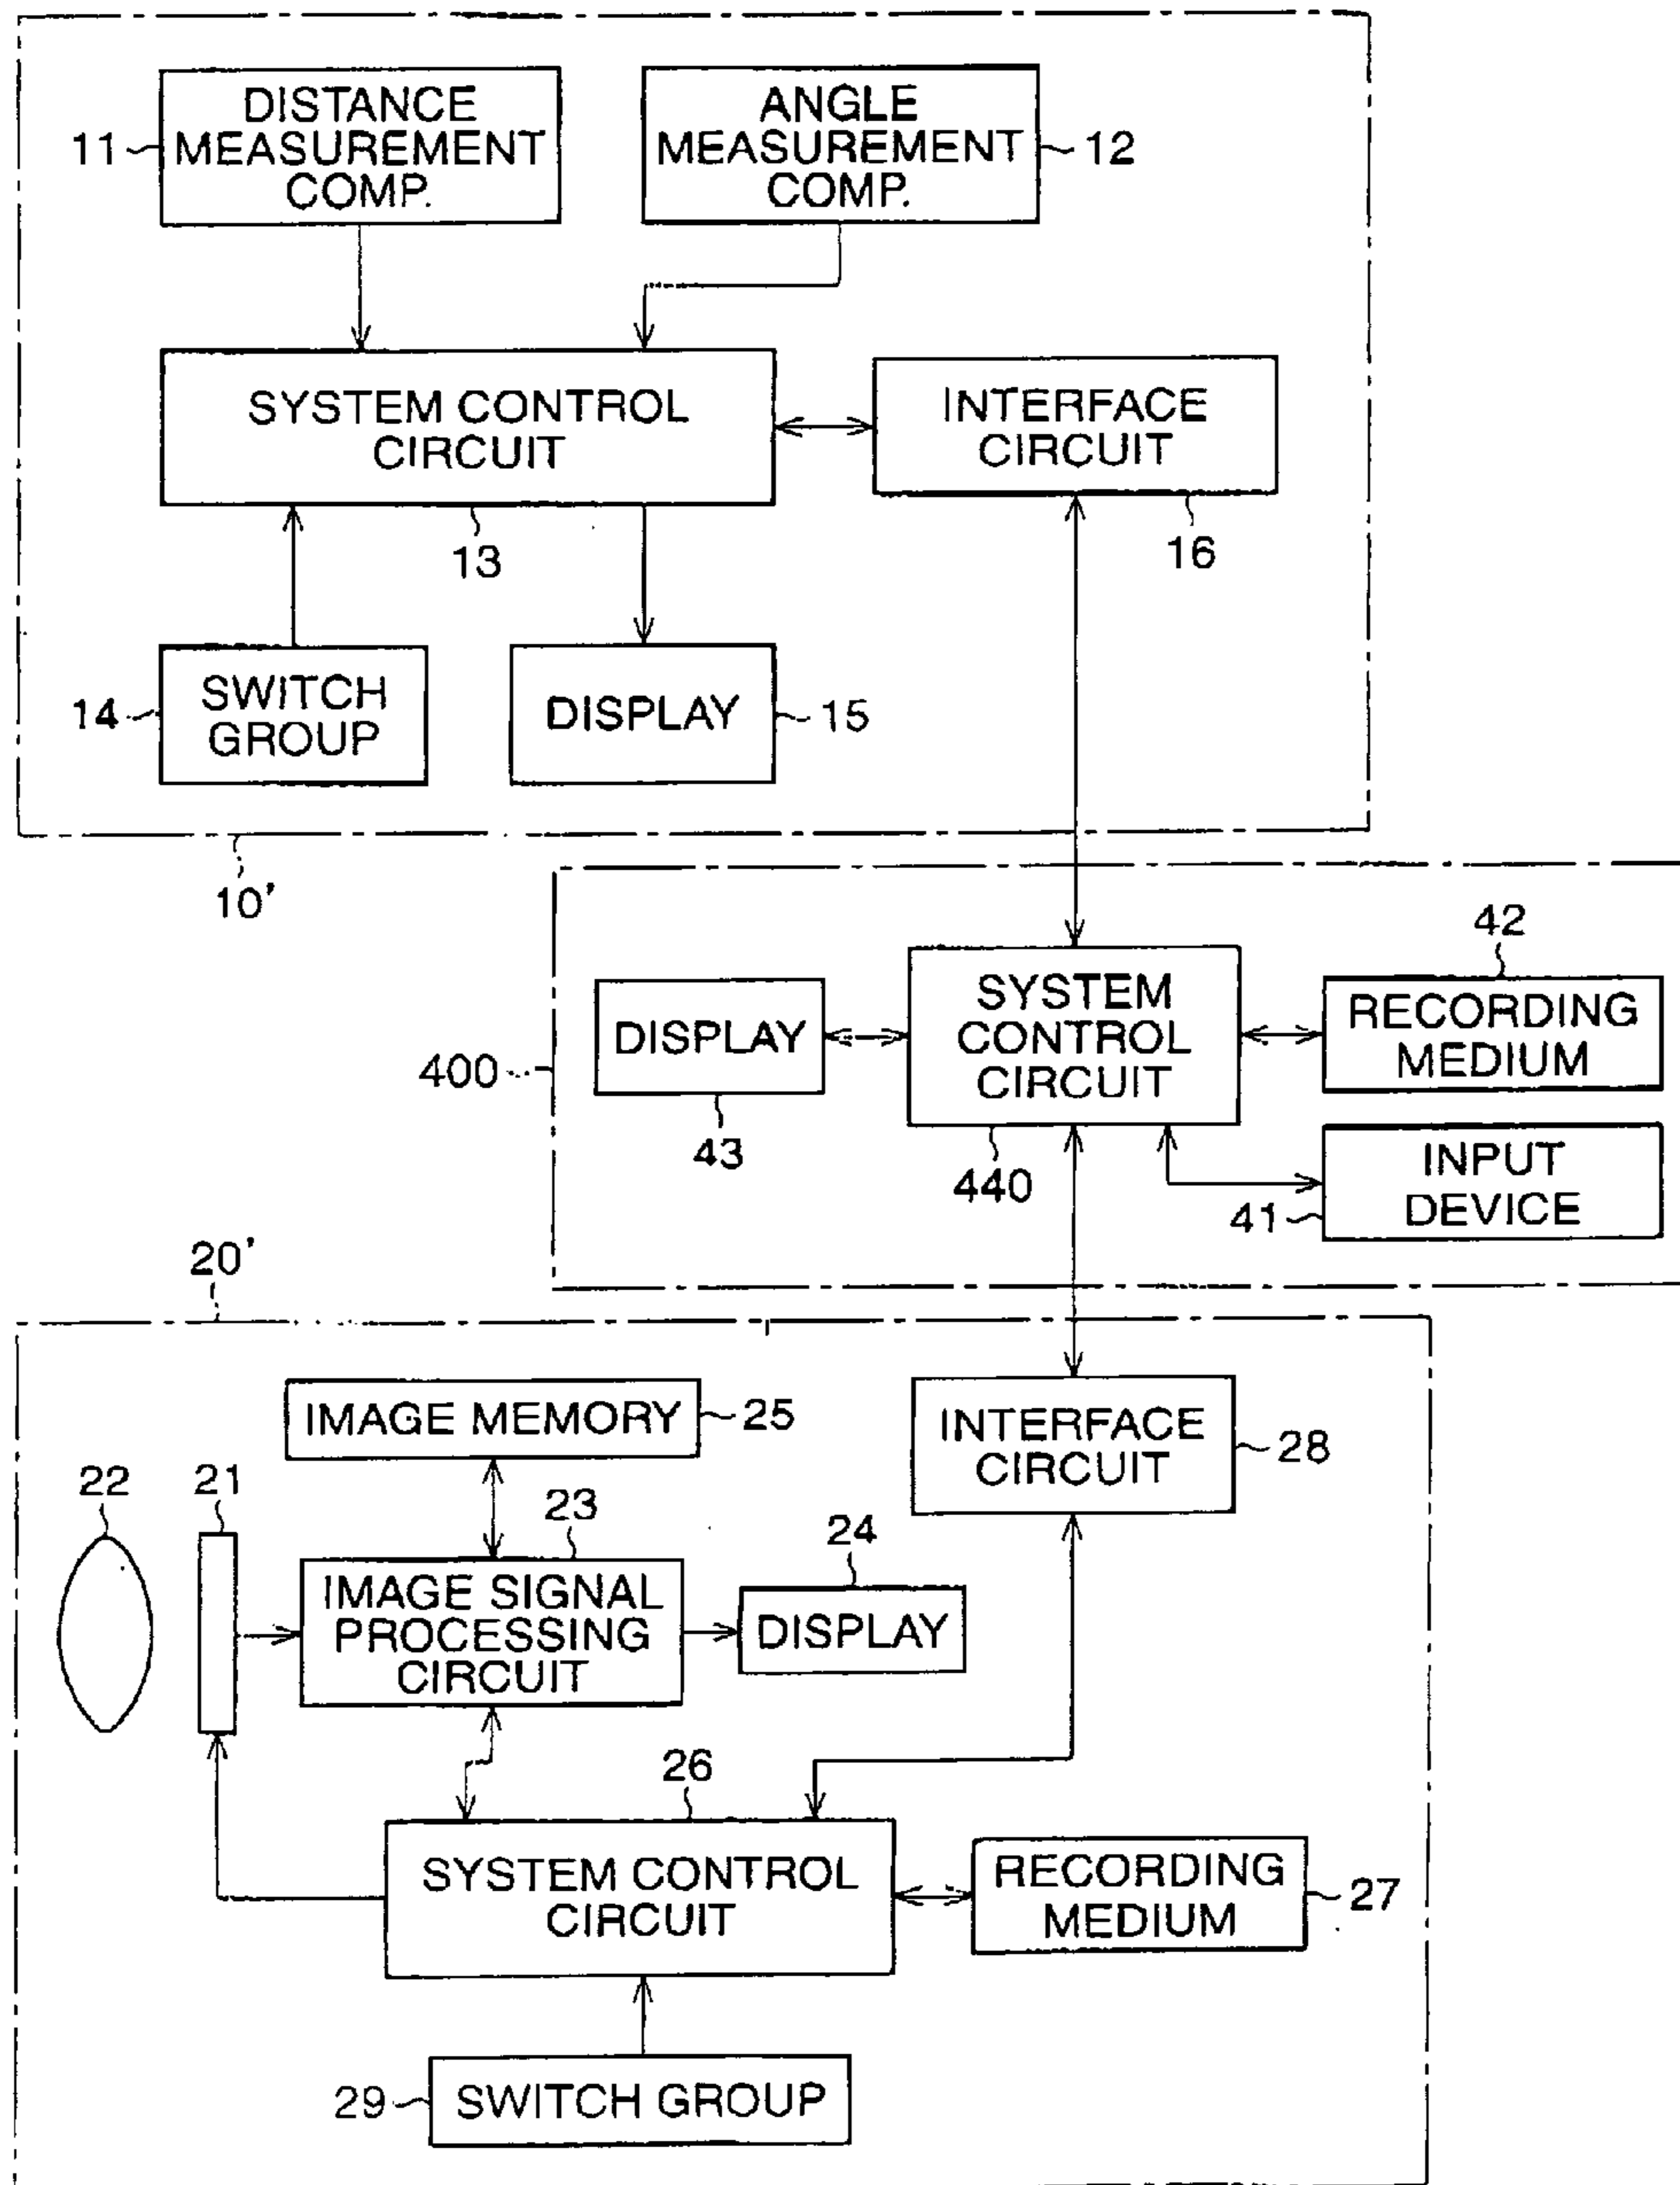 DISTANCE
MEASUREMENT
COMP.
11
ANGLE
MEASUREMENT
COMP.
12
SYSTEM CONTROL
CIRCUIT
13
INTERFACE
CIRCUIT
16
SWITCH
GROUP
14
DISPLAY
15
10'
400
DISPLAY
43
SYSTEM
CONTROL
CIRCUIT
440
42
RECORDING
MEDIUM
INPUT
DEVICE
41
20'
IMAGE MEMORY
25
INTERFACE
CIRCUIT
28
22
21
23
IMAGE SIGNAL
PROCESSING
CIRCUIT
24
DISPLAY
26
SYSTEM CONTROL
CIRCUIT
RECORDING
MEDIUM
27
29
SWITCH GROUP